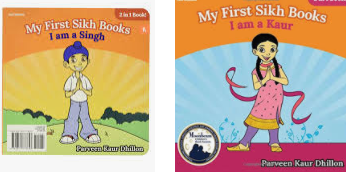 2 in 1 Book!
My First Sikh Books
I am a Singh
Parveen Kaur Dhillon
My First Sikh Books
I am a Kaur
Parveen Kaur Dhillon